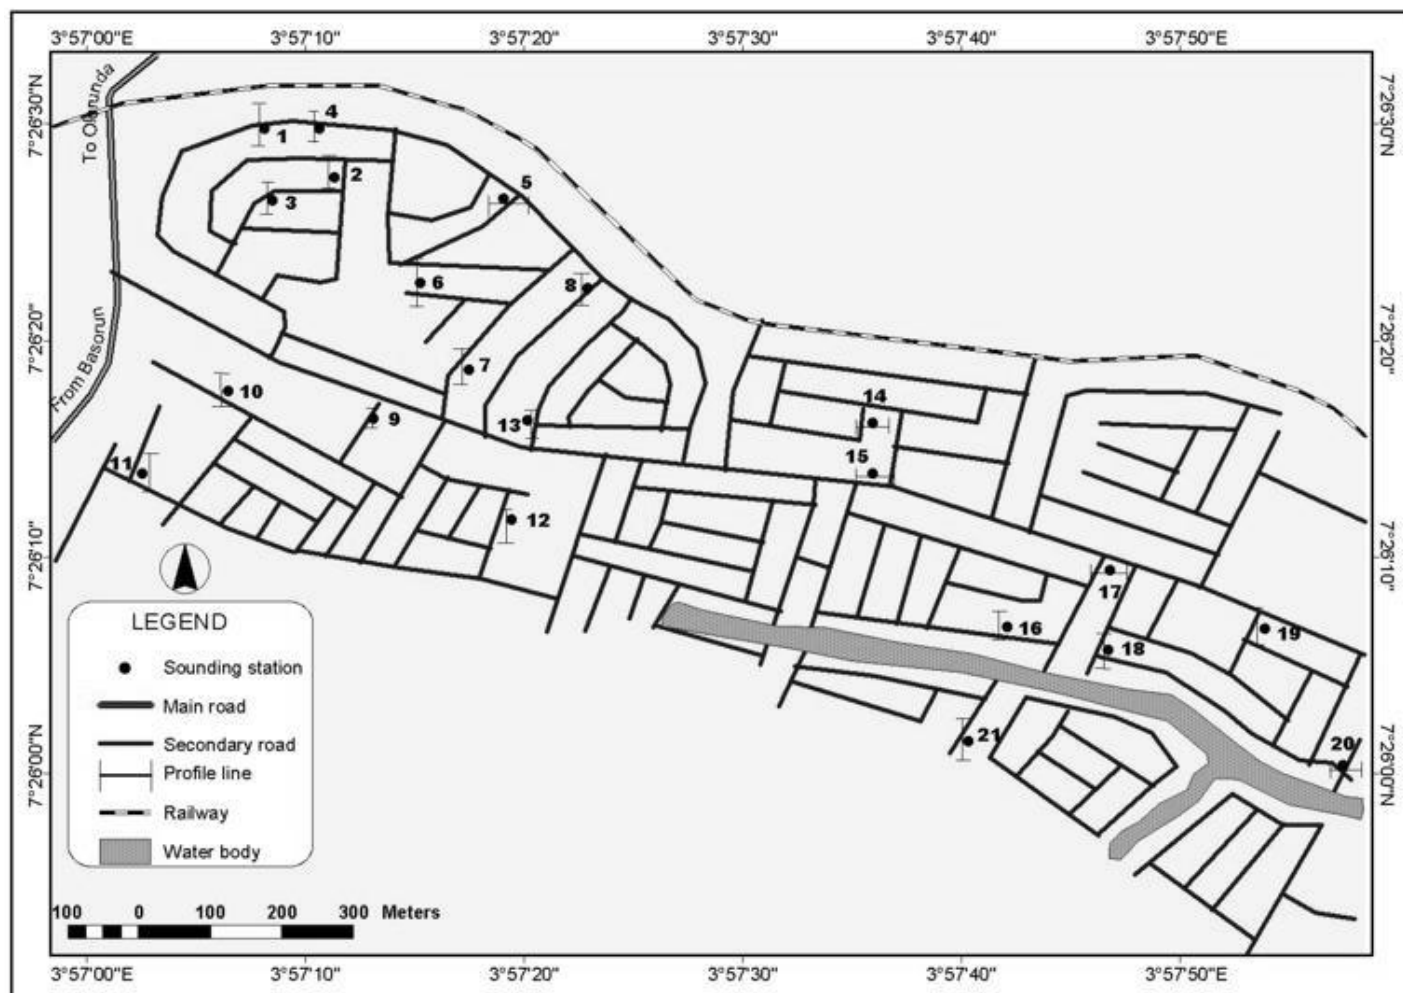 3°57'00"E 3°57'10" 3°57'20" 3°57'30" 3°57'40" 3°57'50"E
7°26'30"N
7°26'20"
7°26'10"
7°26'00"N
7°26'30"N
7°26'20"
7°26'10"
7°26'00"N
To Olorunda
From Basorun
1
4
2
3
5
6
8
7
10
9
13
14
15
11
12
17
16
18
19
21
20
LEGEND
Sounding station
Main road
Secondary road
Profile line
Railway
Water body
100 0 100 200 300 Meters
3°57'00"E 3°57'10" 3°57'20" 3°57'30" 3°57'40" 3°57'50"E